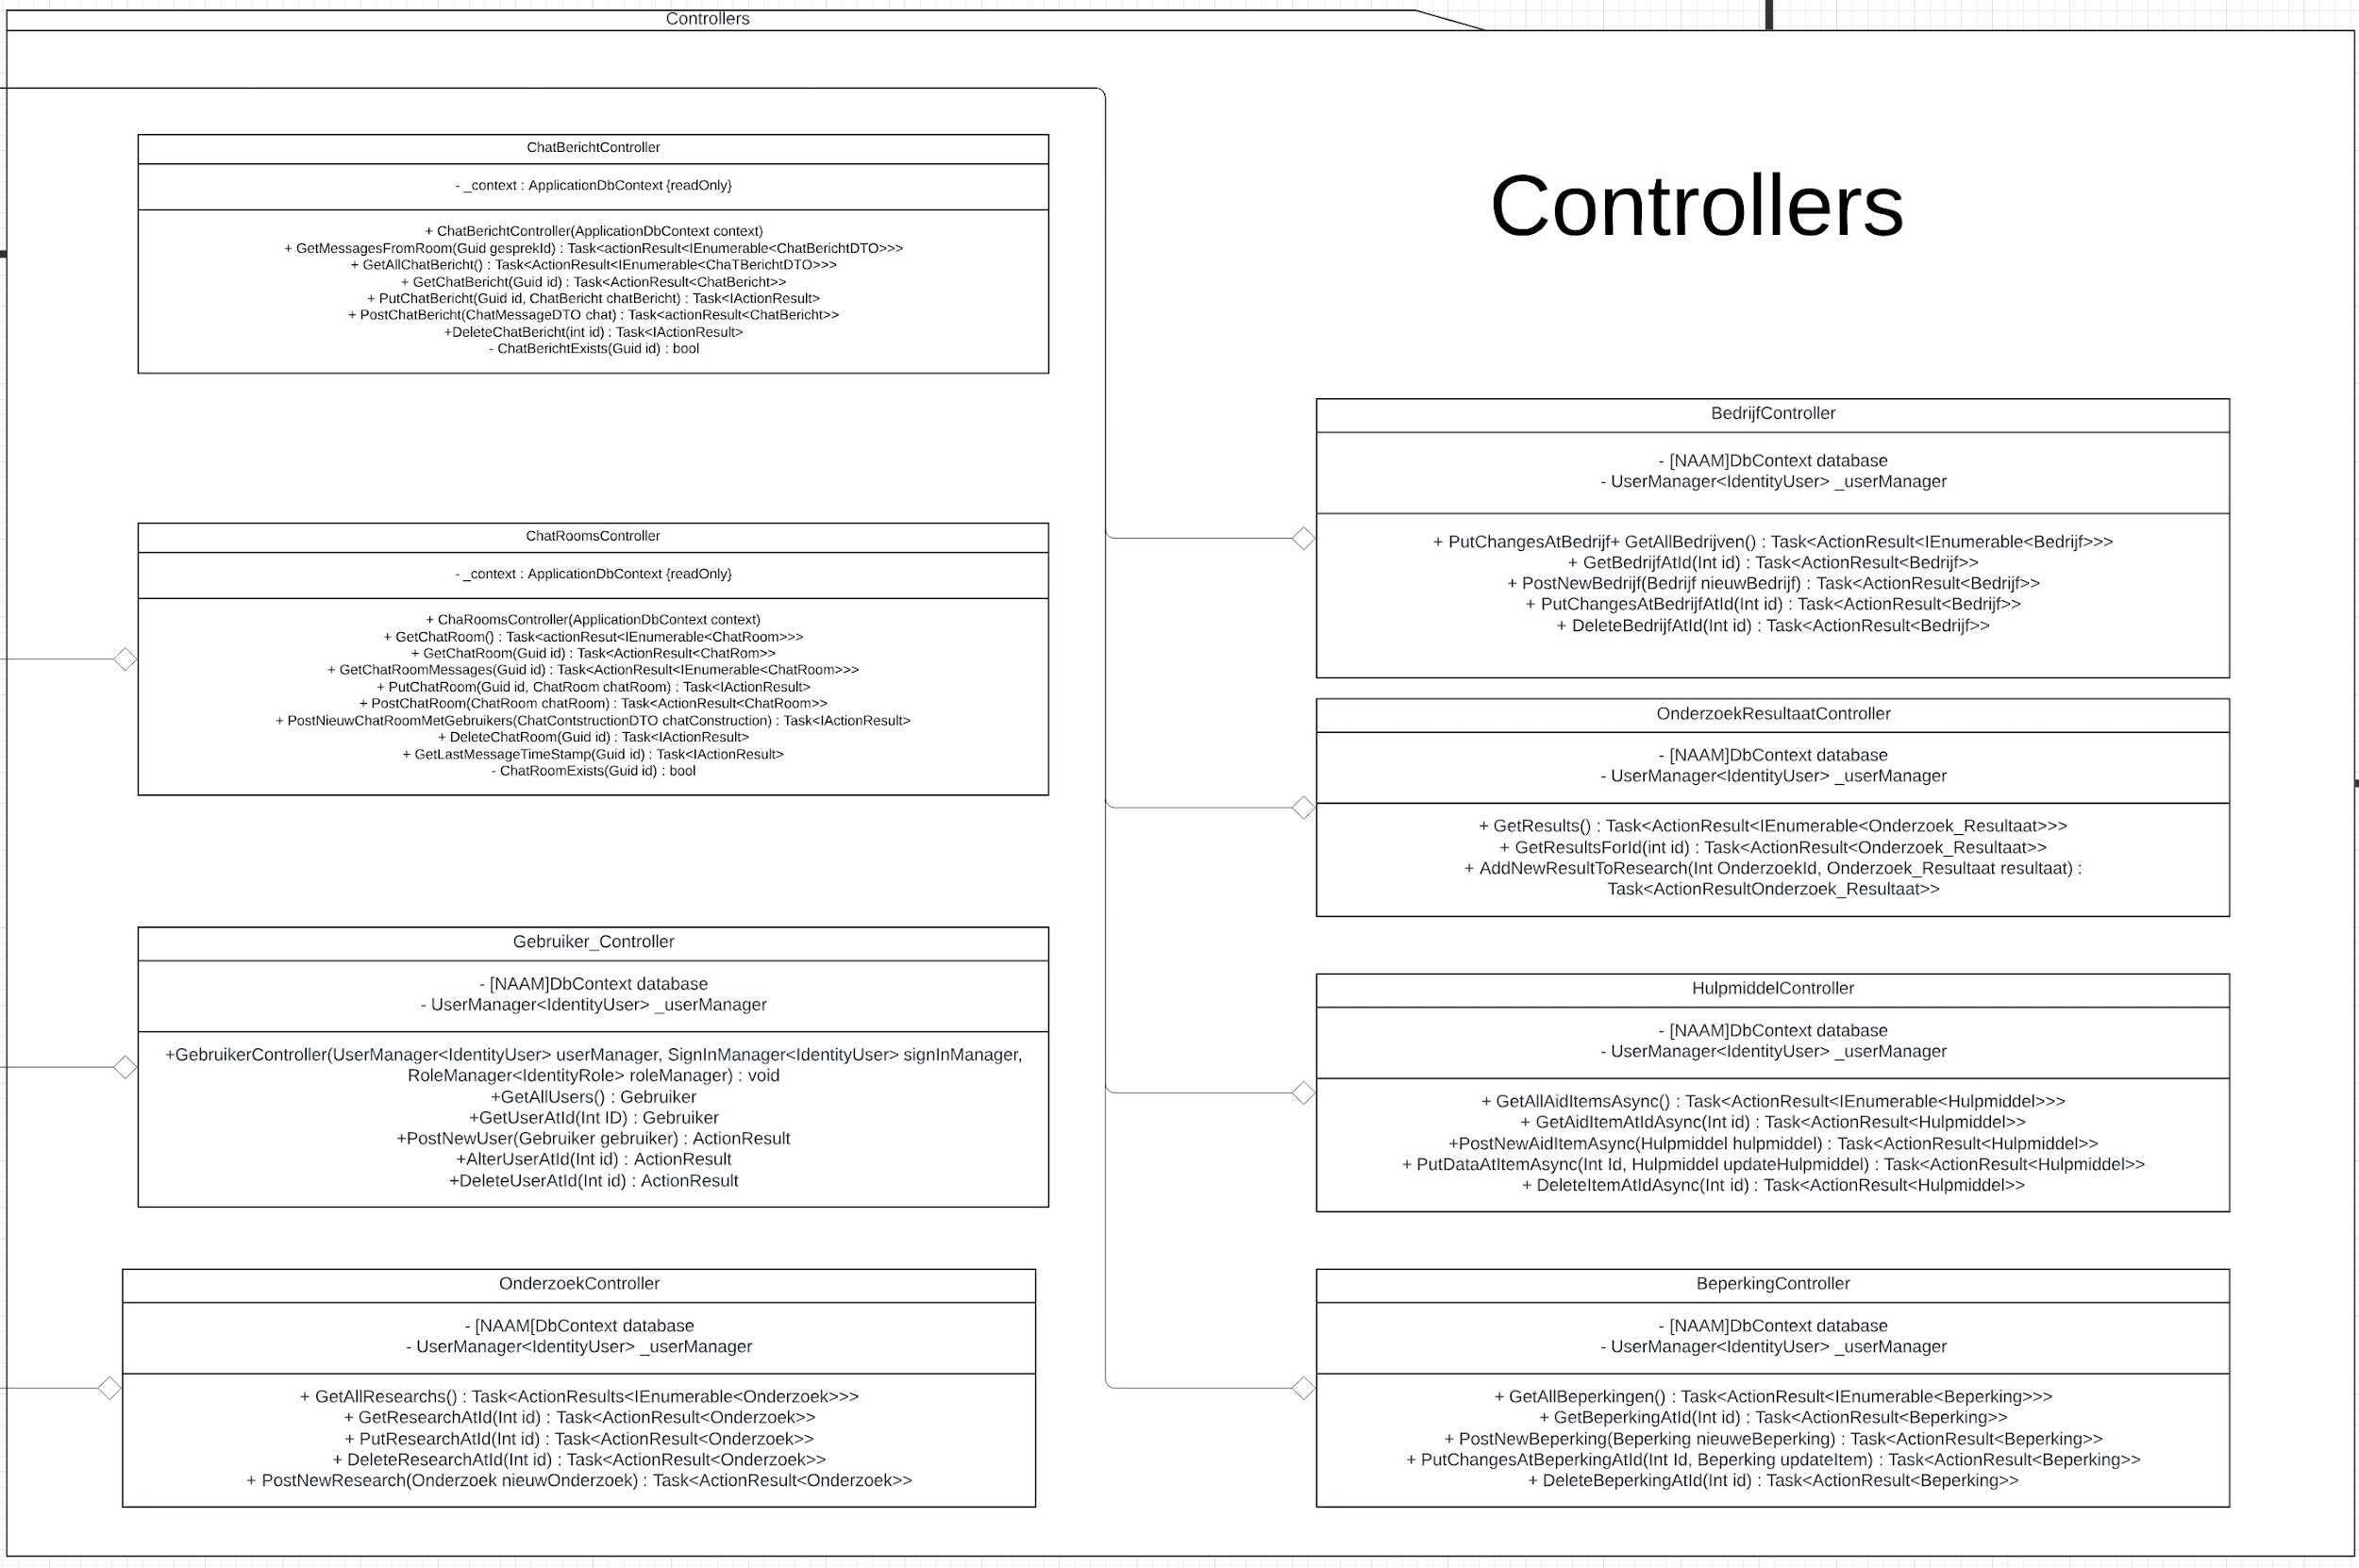 Controllers
ChatBerichtController
- _context : ApplicationDbContext {readOnly}
+ ChatBerichtController(ApplicationDbContext context)
+ GetMessagesFromRoom(Guid gesprekId) : Task<actionResult<IEnumerable<ChatBerichtDTO>>>
+ GetAllChatBericht() : Task<ActionResult<IEnumerable<ChaTBerichtDTO>>>
+ GetChatBericht(Guid id) : Task<ActionResult<ChatBericht>>
+ PutChatBericht(Guid id, ChatBericht chatBericht) : Task<IActionResult>
+ PostChatBericht(ChatMessageDTO chat) : Task<actionResult<ChatBericht>>
+DeleteChatBericht(int id) : Task<IActionResult>
- ChatBerichtExists(Guid id) : bool
ChatRoomsController
- _context : ApplicationDbContext {readOnly}
+ ChaRoomsController(ApplicationDbContext context)
+ GetChatRoom() : Task<actionResut<IEnumerable<ChatRoom>>>
+ GetChatRoom(Guid id) : Task<ActionResult<ChatRom>>
+ GetChatRoomMessages(Guid id) : Task<ActionResult<IEnumerable<ChatRoom>>>
+ PutChatRoom(Guid id, ChatRoom chatRoom) : Task<IActionResult>
+ PostChatRoom(ChatRoom chatRoom) : Task<ActionResult<ChatRoom>>
+ PostNieuwChatRoomMetGebruikers(ChatContstructionDTO chatConstruction) : Task<IActionResult>
+ DeleteChatRoom(Guid id) : Task<IActionResult>
+ GetLastMessageTimeStamp(Guid id) : Task<IActionResult>
- ChatRoomExists(Guid id) : bool
Gebruiker_Controller
- [NAAM]DbContext database
- UserManager<IdentityUser> _userManager
+GebruikerController(UserManager<IdentityUser> userManager, SignInManager<IdentityUser> signInManager,
RoleManager<IdentityRole> roleManager) : void
+GetAllUsers() : Gebruiker
+GetUserAtId(Int ID) : Gebruiker
+PostNewUser(Gebruiker gebruiker) : ActionResult
+AlterUserAtId(Int id) : ActionResult
+DeleteUserAtId(Int id) : ActionResult
OnderzoekController
- [NAAM[DbContext database
- UserManager<IdentityUser> _userManager
+ GetAllResearchs() : Task<ActionResults<IEnumerable<Onderzoek>>>
+ GetResearchAtId(Int id) : Task<ActionResult<Onderzoek>>
+ PutResearchAtId(Int id) : Task<ActionResult<Onderzoek>>
+ DeleteResearchAtId(Int id) : Task<ActionResult<Onderzoek>>
+ PostNewResearch(Onderzoek nieuwOnderzoek) : Task<ActionResult<Onderzoek>>
Controllers
BedrijfController
- [NAAM]DbContext database
- UserManager<IdentityUser> _userManager
+ PutChangesAtBedrijf+ GetAllBedrijven() : Task<ActionResult<IEnumerable<Bedrijf>>>
+ GetBedrijfAtId(Int id) : Task<ActionResult<Bedrijf>>
+ PostNewBedrijf(Bedrijf nieuwBedrijf) : Task<ActionResult<Bedrijf>>
+ PutChangesAtBedrijfAtId(Int id) : Task<ActionResult<Bedrijf>>
+ DeleteBedrijfAtId(Int id) : Task<ActionResult<Bedrijf>>
OnderzoekResultaatController
- [NAAM]DbContext database
- UserManager<IdentityUser> _userManager
+ GetResults() : Task<ActionResult<IEnumerable<Onderzoek_Resultaat>>>
+ GetResultsForId(int id) : Task<ActionResult<Onderzoek_Resultaat>>
+ AddNewResultToResearch(Int OnderzoekId, Onderzoek_Resultaat resultaat) :
Task<ActionResultOnderzoek_Resultaat>>
HulpmiddelController
- [NAAM]DbContext database
- UserManager<IdentityUser> _userManager
+ GetAllAidItemsAsync() : Task<ActionResult<IEnumerable<Hulpmiddel>>>
+ GetAidItemAtIdAsync(Int id) : Task<ActionResult<Hulpmiddel>>
+PostNewAidItemAsync(Hulpmiddel hulpmiddel) : Task<ActionResult<Hulpmiddel>>
+ PutDataAtItemAsync(Int Id, Hulpmiddel updateHulpmiddel) : Task<ActionResult<Hulpmiddel>>
+ DeleteItemAtIdAsync(Int id) : Task<ActionResult<Hulpmiddel>>
BeperkingController
- [NAAM]DbContext database
- UserManager<IdentityUser> _userManager
+ GetAllBeperkingen() : Task<ActionResult<IEnumerable<Beperking>>>
+ GetBeperkingAtId(Int id) : Task<ActionResult<Beperking>>
+ PostNewBeperking(Beperking nieuweBeperking) : Task<ActionResult<Beperking>>
+ PutChangesAtBeperkingAtId(Int Id, Beperking updateItem) : Task<ActionResult<Beperking>>
+ DeleteBeperkingAtId(Int id) : Task<ActionResult<Beperking>>